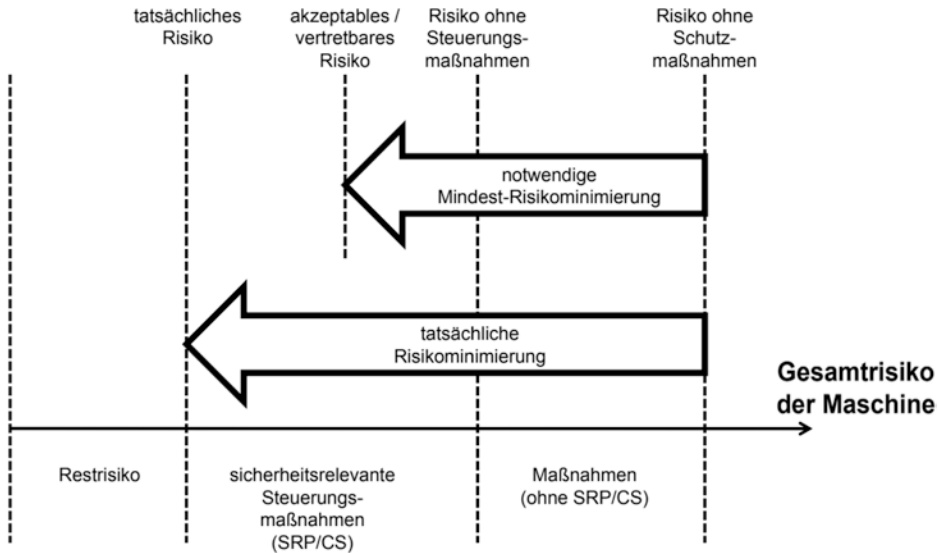 tatsächliches
Risiko
akzeptables /
vertretbares
Risiko
Risiko ohne
Steuerungs-
maßnahmen
Risiko ohne
Schutz-
maßnahmen
notwendige
Mindest-Risikominimierung
tatsächliche
Risikominimierung
Gesamtrisiko
der Maschine
Restrisiko
sicherheitsrelevante
Steuerungs-
maßnahmen
(SRP/CS)
Maßnahmen
(ohne SRP/CS)